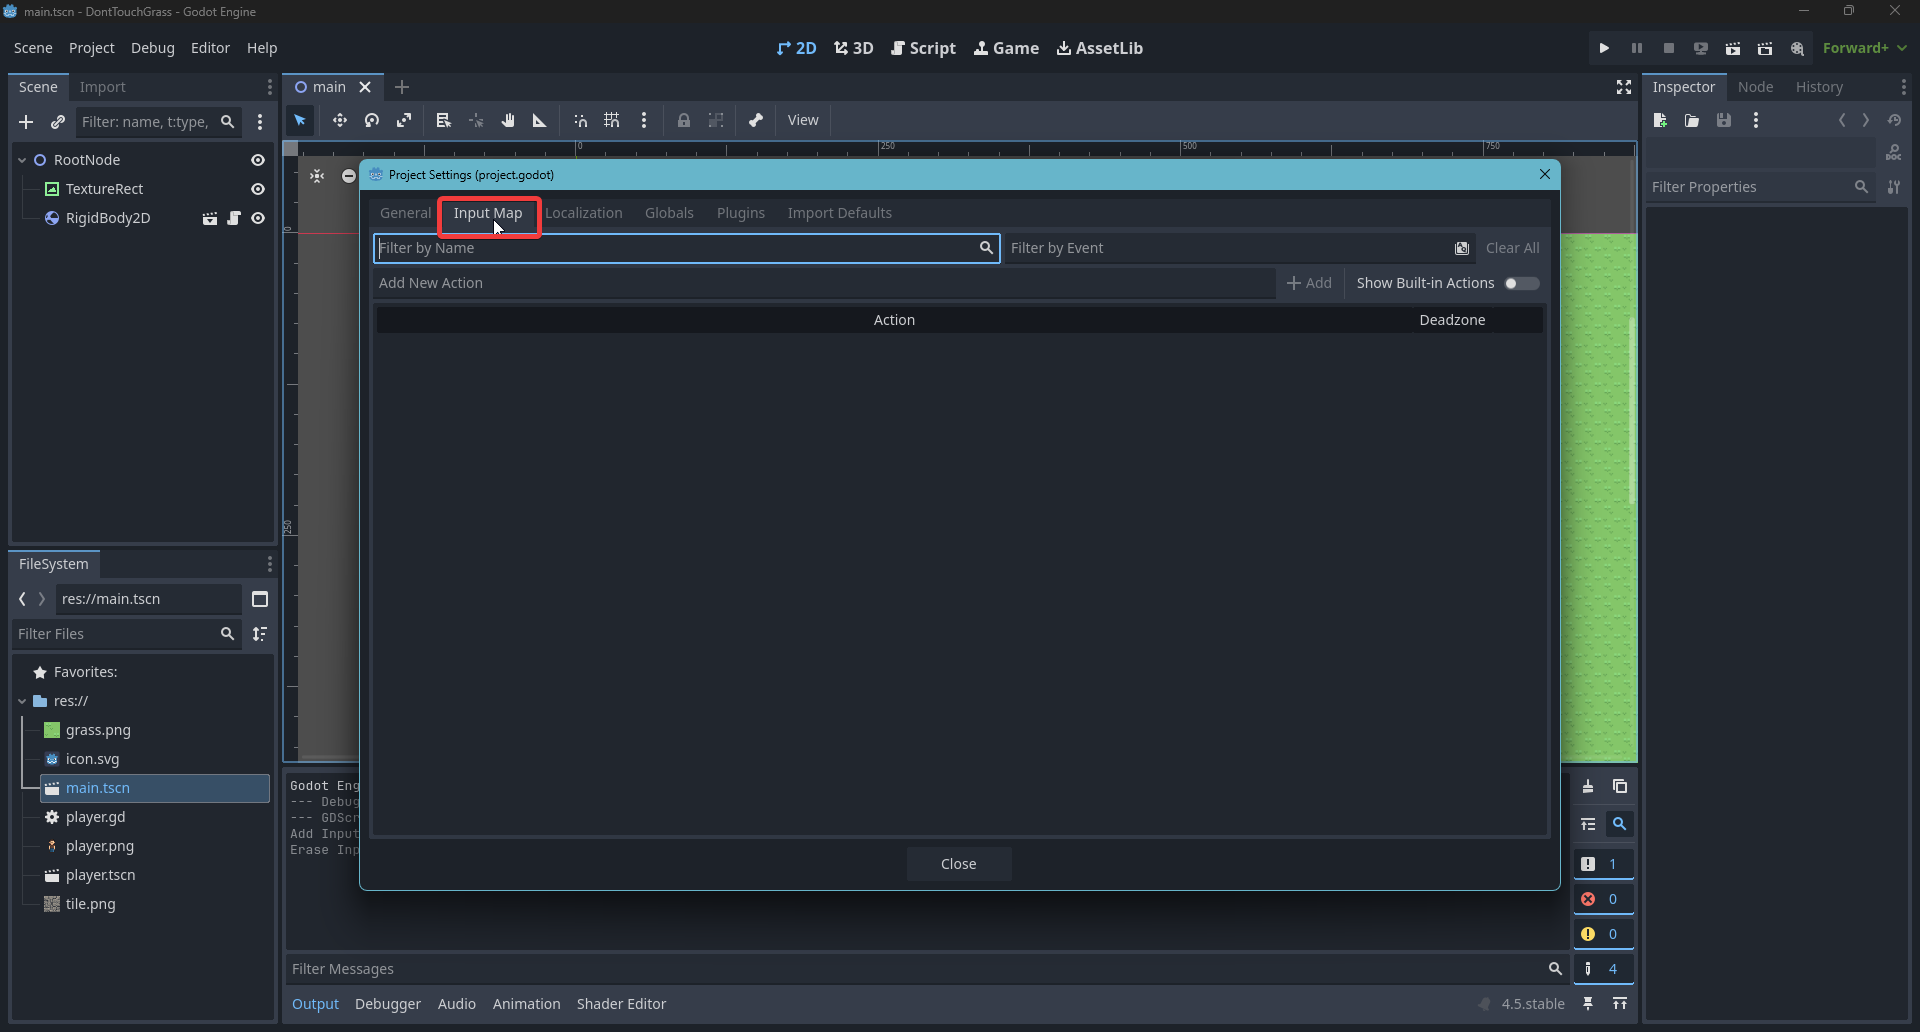 main.tscn - DontTouchGrass - Godot Engine
Scene Project Debug Editor Help
2D 3D Script Game AssetLib
Forward+
Scene Import
Filter: name, t:type,
RootNode
TextureRect
RigidBody2D
FileSystem
res://main.tscn
Filter Files
Favorites:
res://
grass.png
icon.svg
main.tscn
player.gd
player.png
player.tscn
tile.png
main
View
0 250 500 750
0
250
Project Settings (project.godot)
General Input Map Localization Globals Plugins Import Defaults
Filter by Name Filter by Event Clear All
Add New Action Add Show Built-in Actions
Action Deadzone
Close
Godot Eng
--- Debug
--- GDScr
Add Input
Erase Inp
1
0
0
4
Filter Messages
Output Debugger Audio Animation Shader Editor
4.5.stable
Inspector Node History
DOC
Filter Properties